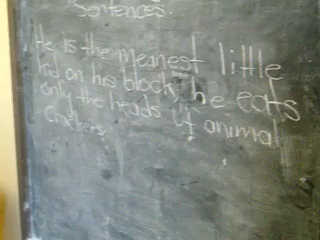 Sentences.
He is the meanest little
kid on his block, he eats
only the heads of animal
crackers.